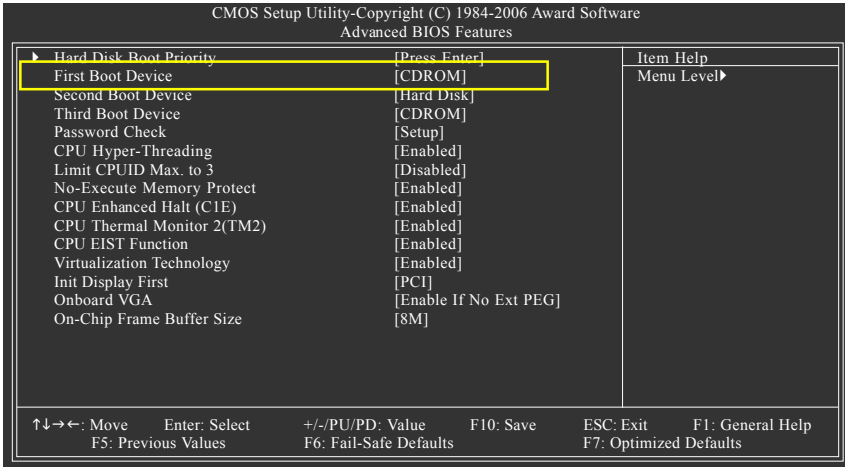 CMOS Setup Utility-Copyright (C) 1984-2006 Award Software
Advanced BIOS Features
▶ Hard Disk Boot Priority [Press Enter] Item Help
First Boot Device [CDROM] Menu Level▶
Second Boot Device [Hard Disk]
Third Boot Device [CDROM]
Password Check [Setup]
CPU Hyper-Threading [Enabled]
Limit CPUID Max. to 3 [Disabled]
No-Execute Memory Protect [Enabled]
CPU Enhanced Halt (C1E) [Enabled]
CPU Thermal Monitor 2(TM2) [Enabled]
CPU EIST Function [Enabled]
Virtualization Technology [Enabled]
Init Display First [PCI]
Onboard VGA [Enable If No Ext PEG]
On-Chip Frame Buffer Size [8M]
↑↓→←: Move Enter: Select +/-/PU/PD: Value F10: Save ESC: Exit F1: General Help
F5: Previous Values F6: Fail-Safe Defaults F7: Optimized Defaults